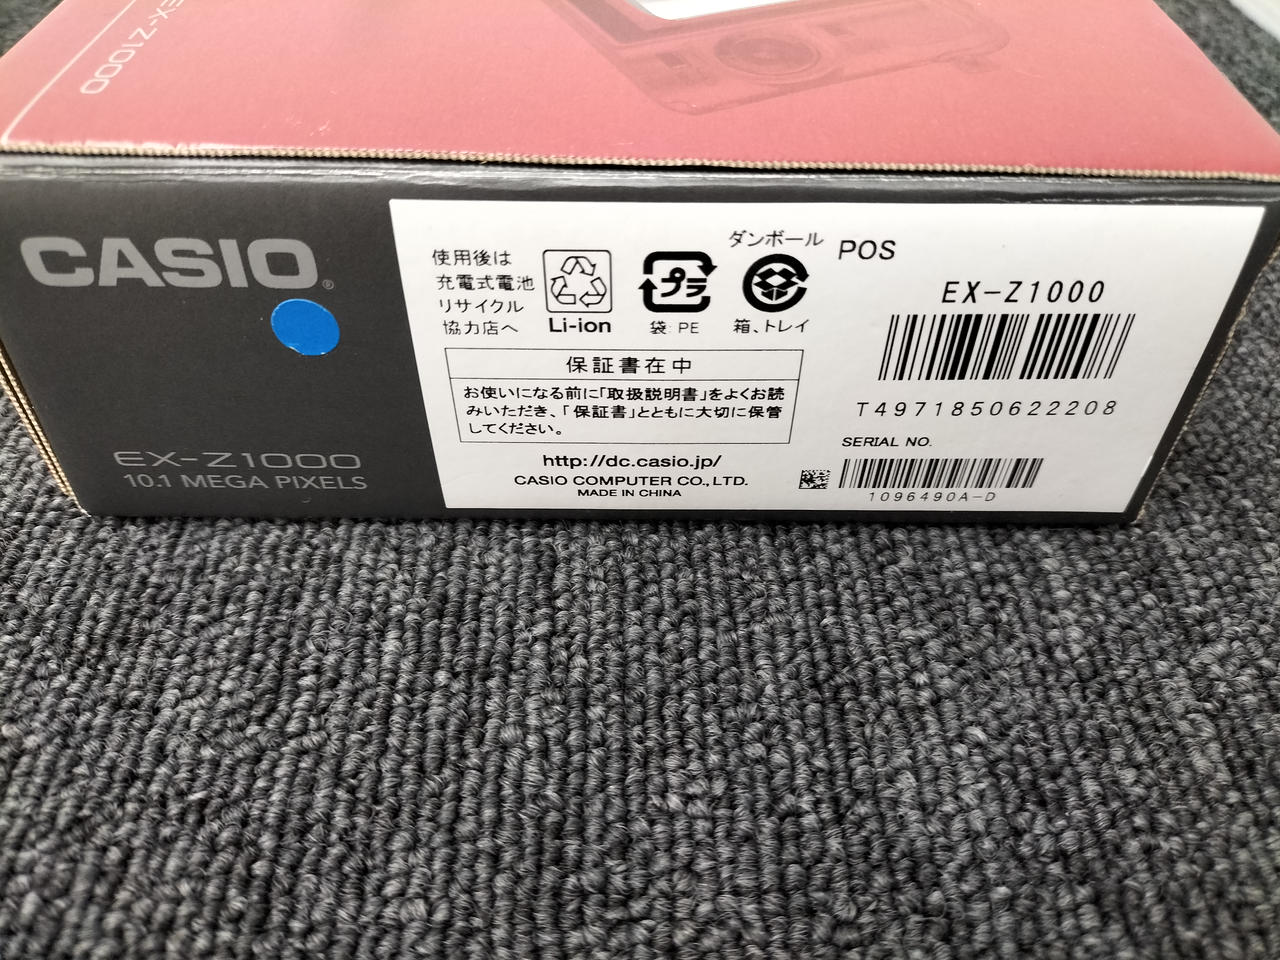 EX-Z1000
CASIO®
EX-Z1000
10.1 MEGA PIXELS
使用後は
充電式電池
リサイクル
協力店へ
Li-ion
プラ
袋:PE
ダンボール
箱、トレイ
保証書在中
お使いになる前に「取扱説明書」をよくお読
みいただき、「保証書」とともに大切に保管
してください。
http://dc.casio.jp/
CASIO COMPUTER CO., LTD.
MADE IN CHINA
POS
EX-Z1000
T4971850622208
SERIAL NO.
1096490A-D